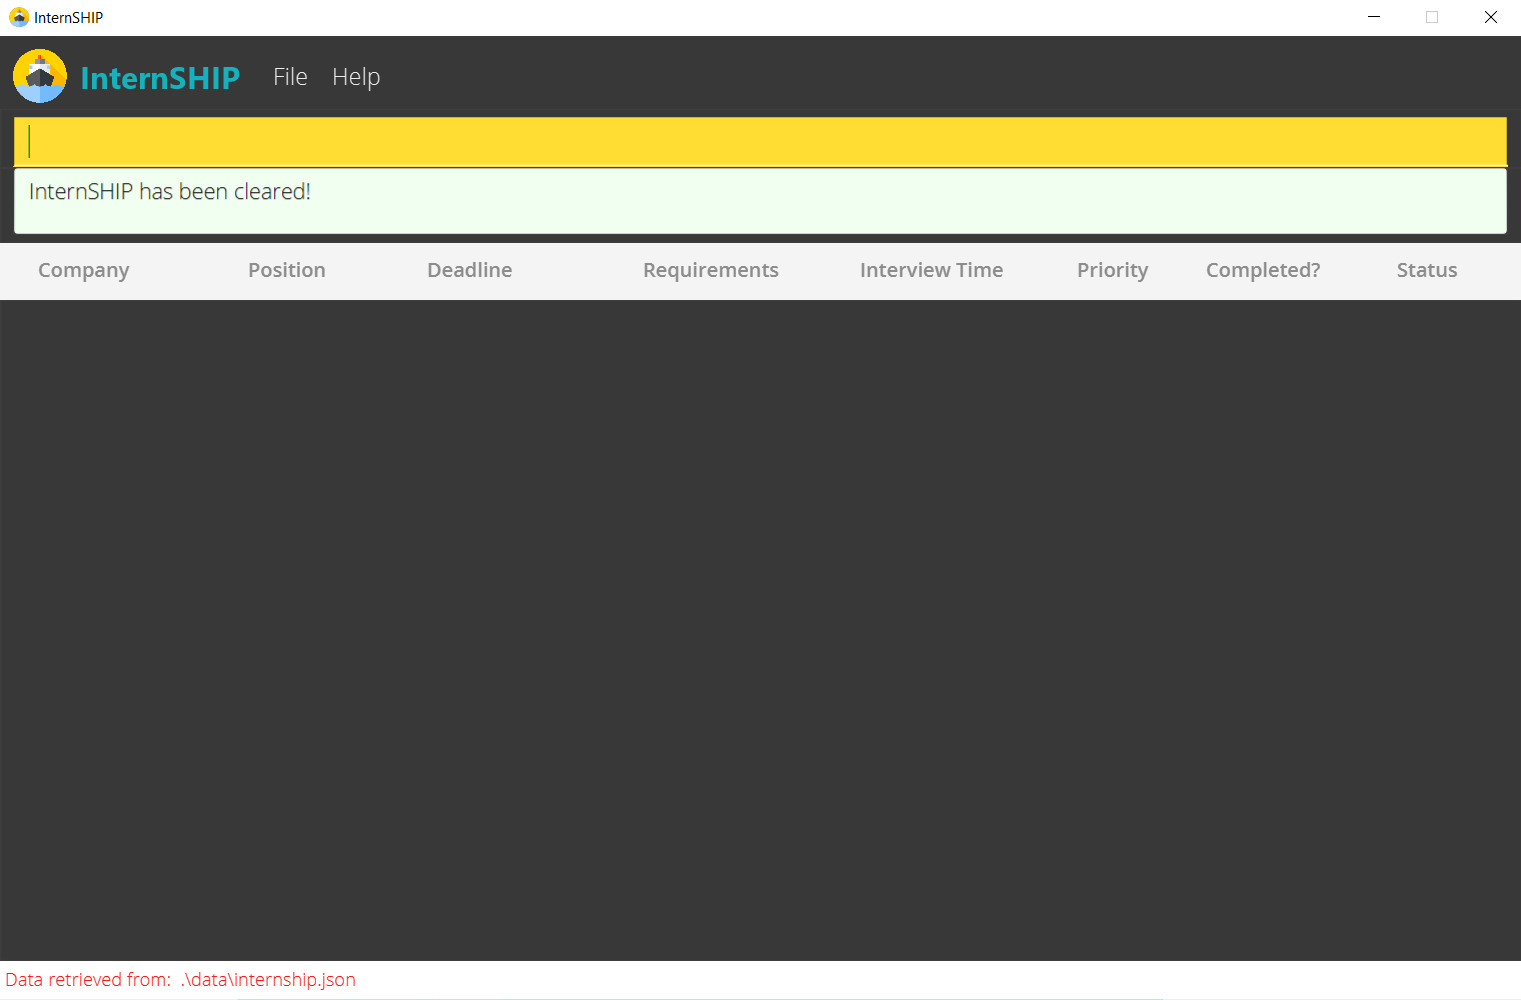 InternSHIP
InternSHIP File Help
InternSHIP has been cleared!
Company Position Deadline Requirements Interview Time Priority Completed? Status
Data retrieved from: .\data\internship.json